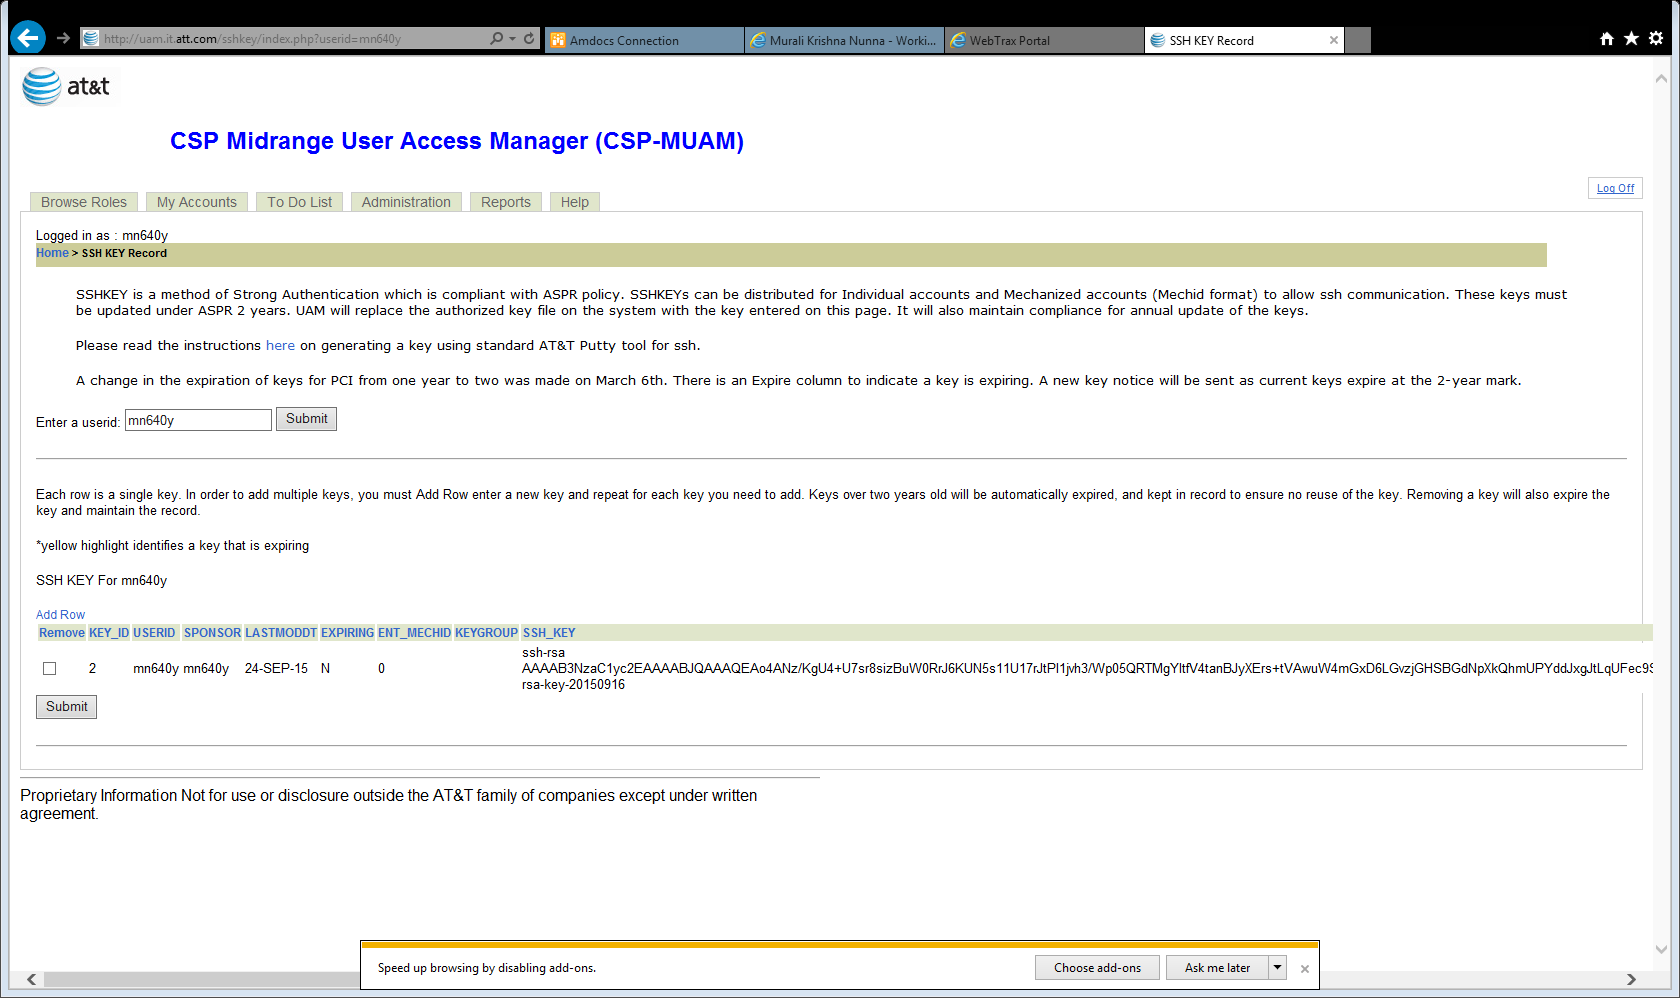 http://uam.it.att.com/sshkey/index.php?userid=mn640y
Amdocs Connection
Murali Krishna Nunna - Worki...
WebTrax Portal
SSH KEY Record
at&t
CSP Midrange User Access Manager (CSP-MUAM)
Log Off
Browse Roles
My Accounts
To Do List
Administration
Reports
Help
Logged in as : mn640y
Home > SSH KEY Record
SSHKEY is a method of Strong Authentication which is compliant with ASPR policy. SSHKEYs can be distributed for Individual accounts and Mechanized accounts (Mechid format) to allow ssh communication. These keys must
be updated under ASPR 2 years. UAM will replace the authorized key file on the system with the key entered on this page. It will also maintain compliance for annual update of the keys.
Please read the instructions here on generating a key using standard AT&T Putty tool for ssh.
A change in the expiration of keys for PCI from one year to two was made on March 6th. There is an Expire column to indicate a key is expiring. A new key notice will be sent as current keys expire at the 2-year mark.
Enter a userid: mn640y Submit
Each row is a single key. In order to add multiple keys, you must Add Row enter a new key and repeat for each key you need to add. Keys over two years old will be automatically expired, and kept in record to ensure no reuse of the key. Removing a key will also expire the
key and maintain the record.
*yellow highlight identifies a key that is expiring
SSH KEY For mn640y
Add Row
Remove KEY_ID USERID SPONSOR LASTMODDT EXPIRING ENT_MECHID KEYGROUP SSH_KEY
ssh-rsa
2 mn640y mn640y 24-SEP-15 N 0 AAAAB3NzaC1yc2EAAAABJQAAAQEAo4ANz/KgU4+U7sr8sizBuW0RrJ6KUN5s11U17rJtPl1jvh3/Wp05QRTMgYltfV4tanBJyXErs+tVAwuW4mGxD6LGvzjGHSBGdNpXkQhmUPYddJxgJtLqUFec9S
rsa-key-20150916
Submit
Proprietary Information Not for use or disclosure outside the AT&T family of companies except under written
agreement.
Speed up browsing by disabling add-ons.
Choose add-ons
Ask me later